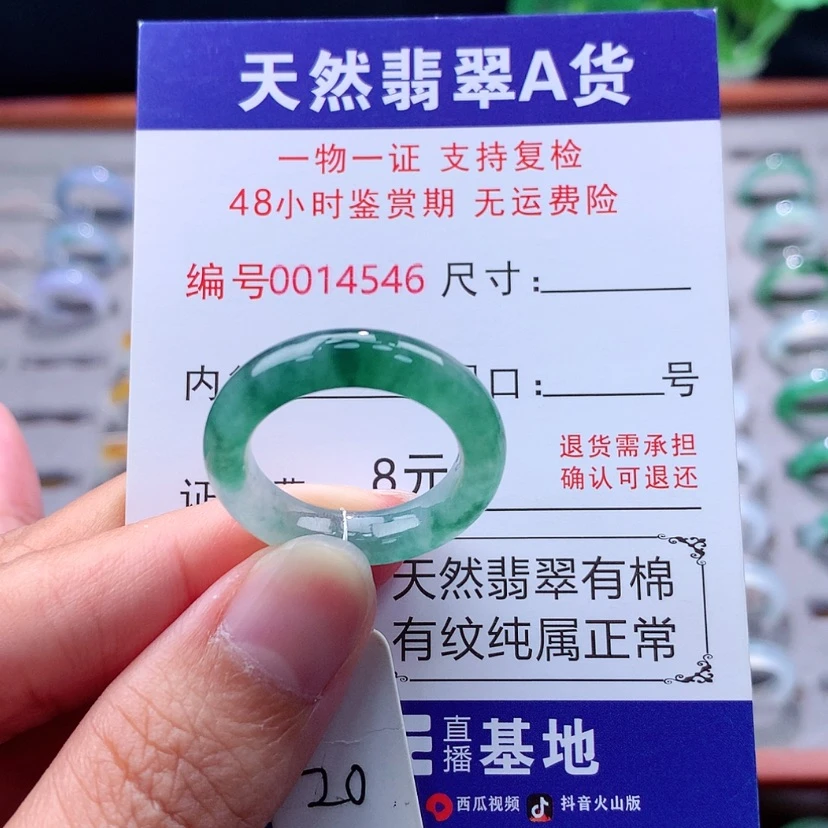 天然翡翠A货
一物一证 支持复检
48小时鉴赏期 无运费险
编号0014546 尺寸:
内 口: 号
退货需承担
证 费 8元 确认可退还
天然翡翠有棉
有纹纯属正常
直播 基地
西瓜视频 抖音火山版
20